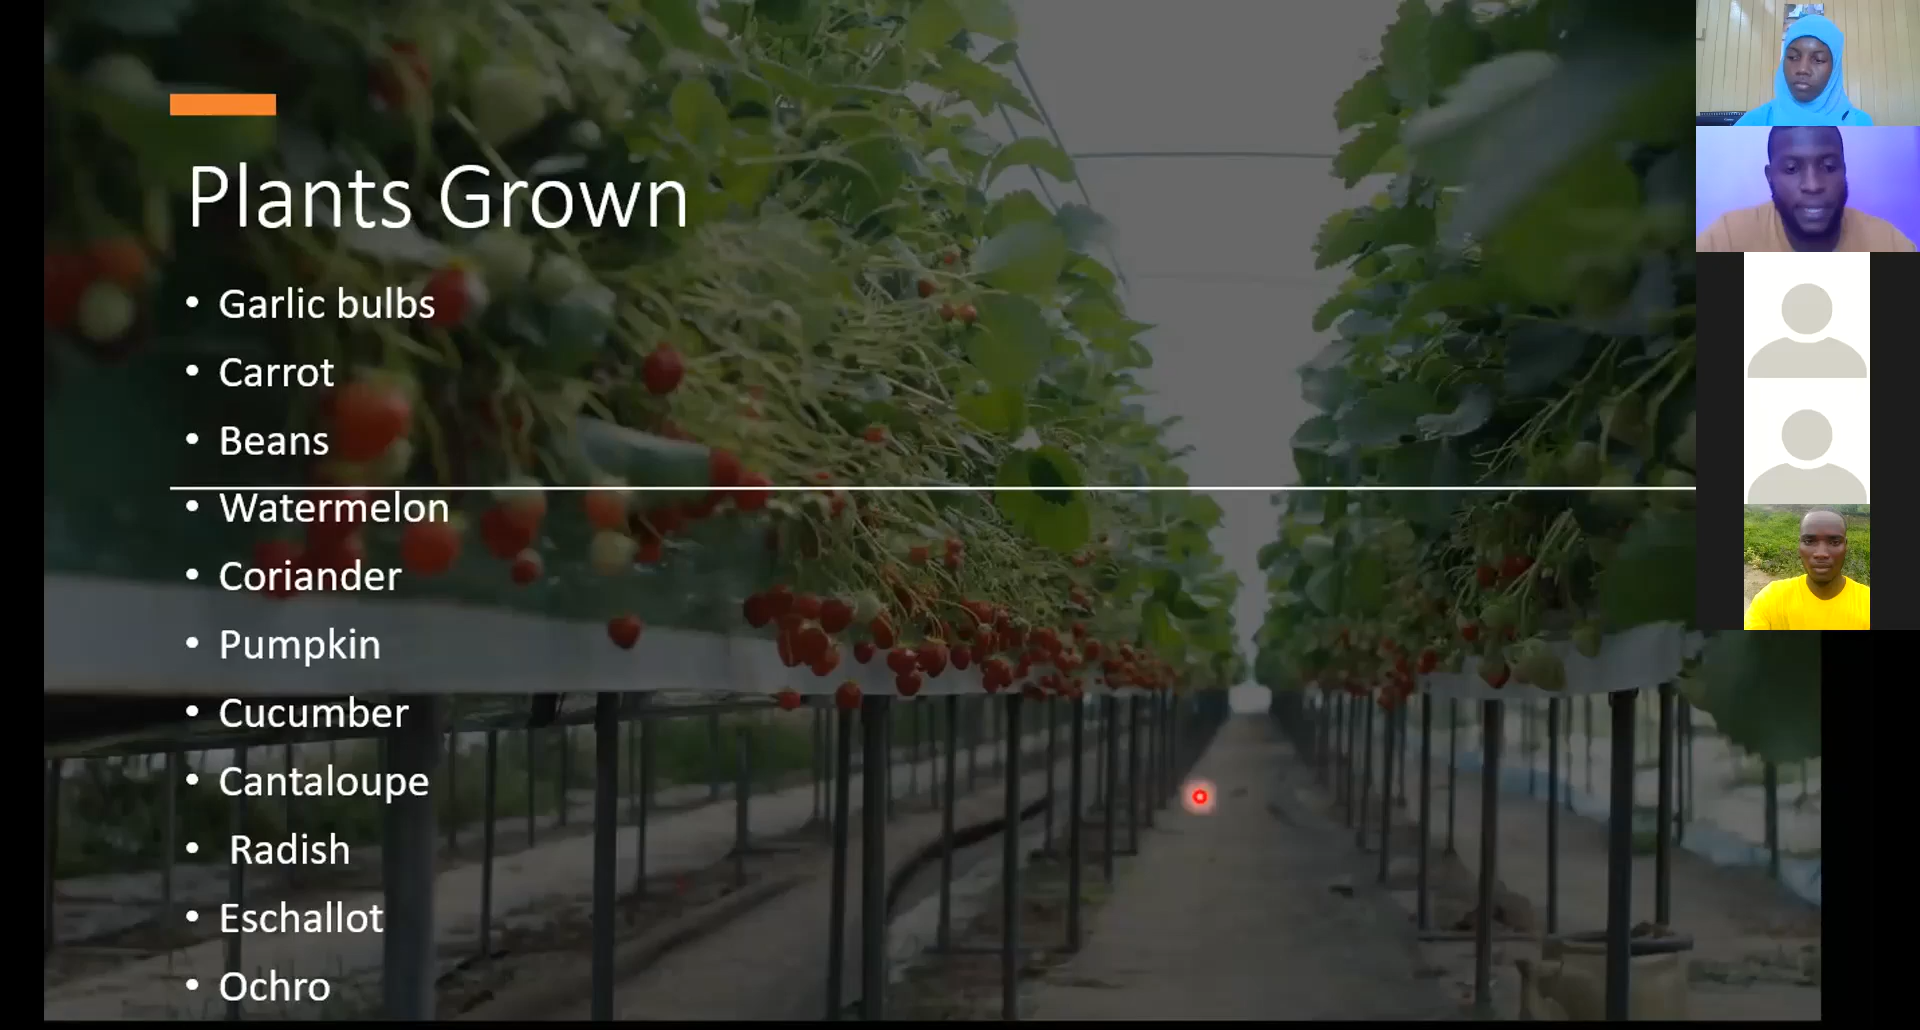 Plants Grown
• Garlic bulbs
• Carrot
• Beans
• Watermelon
• Coriander
• Pumpkin
• Cucumber
• Cantaloupe
• Radish
• Eschallot
• Ochro